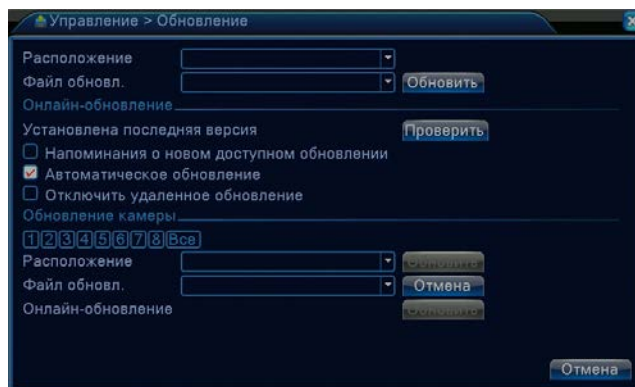 Управление > Обновление
Расположение
Файл обновл. Обновить
Онлайн-обновление
Установлена последняя версия Проверить
Напоминания о новом доступном обновлении
Автоматическое обновление
Отключить удаленное обновление
Обновление камеры
1 2 3 4 5 6 7 8 Все
Расположение Обновить
Файл обновл. Отмена
Онлайн-обновление Обновить
Отмена